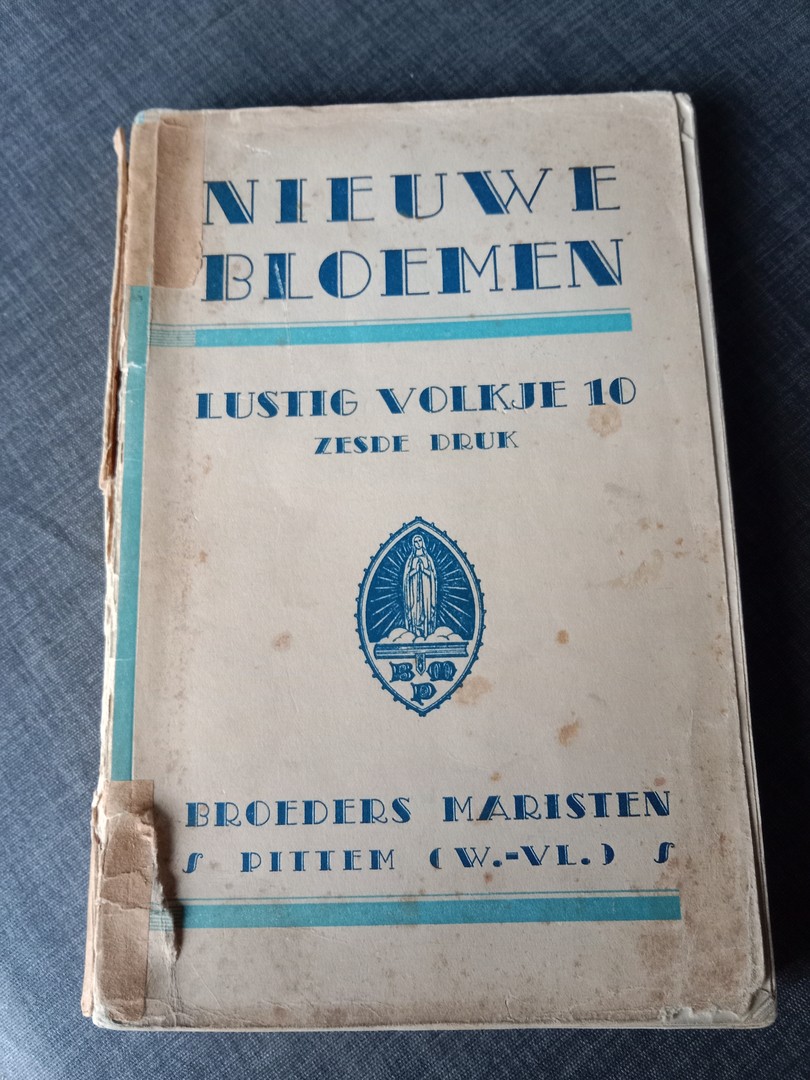 NIEUWE
BLOEMEN
LUSTIG VOLKJE 10
ZESDE DRUK
B M
P
BROEDERS MARISTEN
PITTEM (W.-VL.)